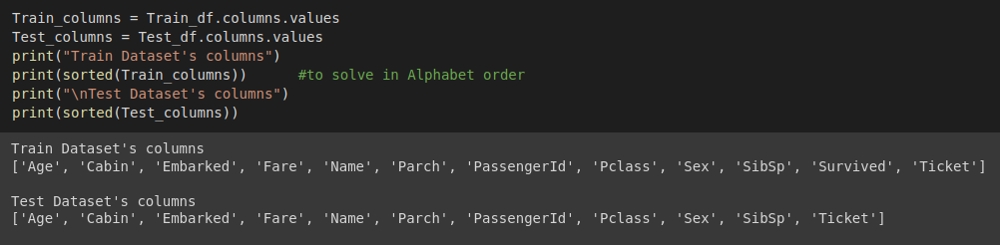 Train_columns = Train_df.columns.values
Test_columns = Test_df.columns.values
print("Train Dataset's columns")
print(sorted(Train_columns))      #to solve in Alphabet order
print("\nTest Dataset's columns")
print(sorted(Test_columns))
Train Dataset's columns
['Age', 'Cabin', 'Embarked', 'Fare', 'Name', 'Parch', 'PassengerId', 'Pclass', 'Sex', 'SibSp', 'Survived', 'Ticket']
Test Dataset's columns
['Age', 'Cabin', 'Embarked', 'Fare', 'Name', 'Parch', 'PassengerId', 'Pclass', 'Sex', 'SibSp', 'Ticket']